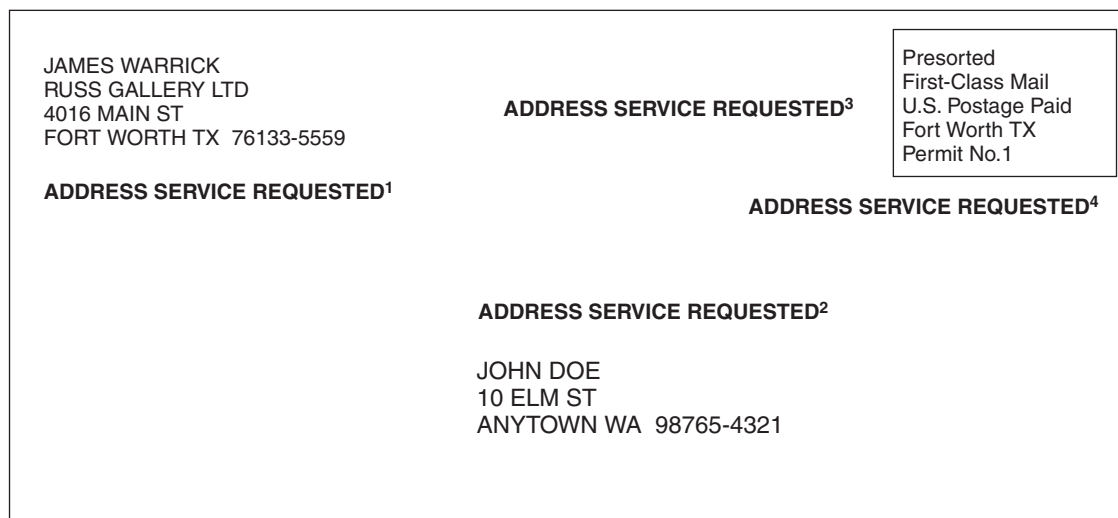 JAMES WARRICK
RUSS GALLERY LTD
4016 MAIN ST
FORT WORTH TX 76133-5559
ADDRESS SERVICE REQUESTED¹
ADDRESS SERVICE REQUESTED³
Presorted
First-Class Mail
U.S. Postage Paid
Fort Worth TX
Permit No.1
ADDRESS SERVICE REQUESTED⁴
ADDRESS SERVICE REQUESTED²
JOHN DOE
10 ELM ST
ANYTOWN WA 98765-4321